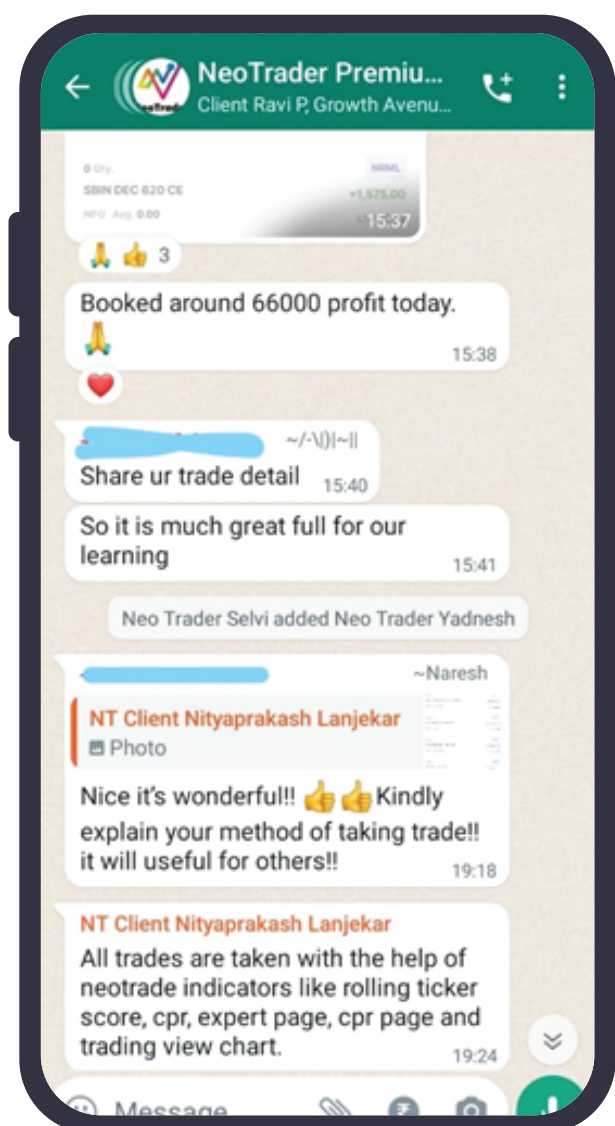 NeoTrader Premiu...
Client Ravi P, Growth Avenu...
0 Qty.
NRML
SBIN DEC 620 CE
+1,575.00
NFO Avg. 0.00
15:37
3
Booked around 66000 profit today.
15:38
~/-\|)|~||
Share ur trade detail 15:40
So it is much great full for our
learning
15:41
Neo Trader Selvi added Neo Trader Yadnesh
~Naresh
NT Client Nityaprakash Lanjekar
Photo
Nice it's wonderful!! 👍👍Kindly
explain your method of taking trade!!
it will useful for others!!
19:18
NT Client Nityaprakash Lanjekar
All trades are taken with the help of
neotrade indicators like rolling ticker
score, cpr, expert page, cpr page and
trading view chart.
19:24
Message